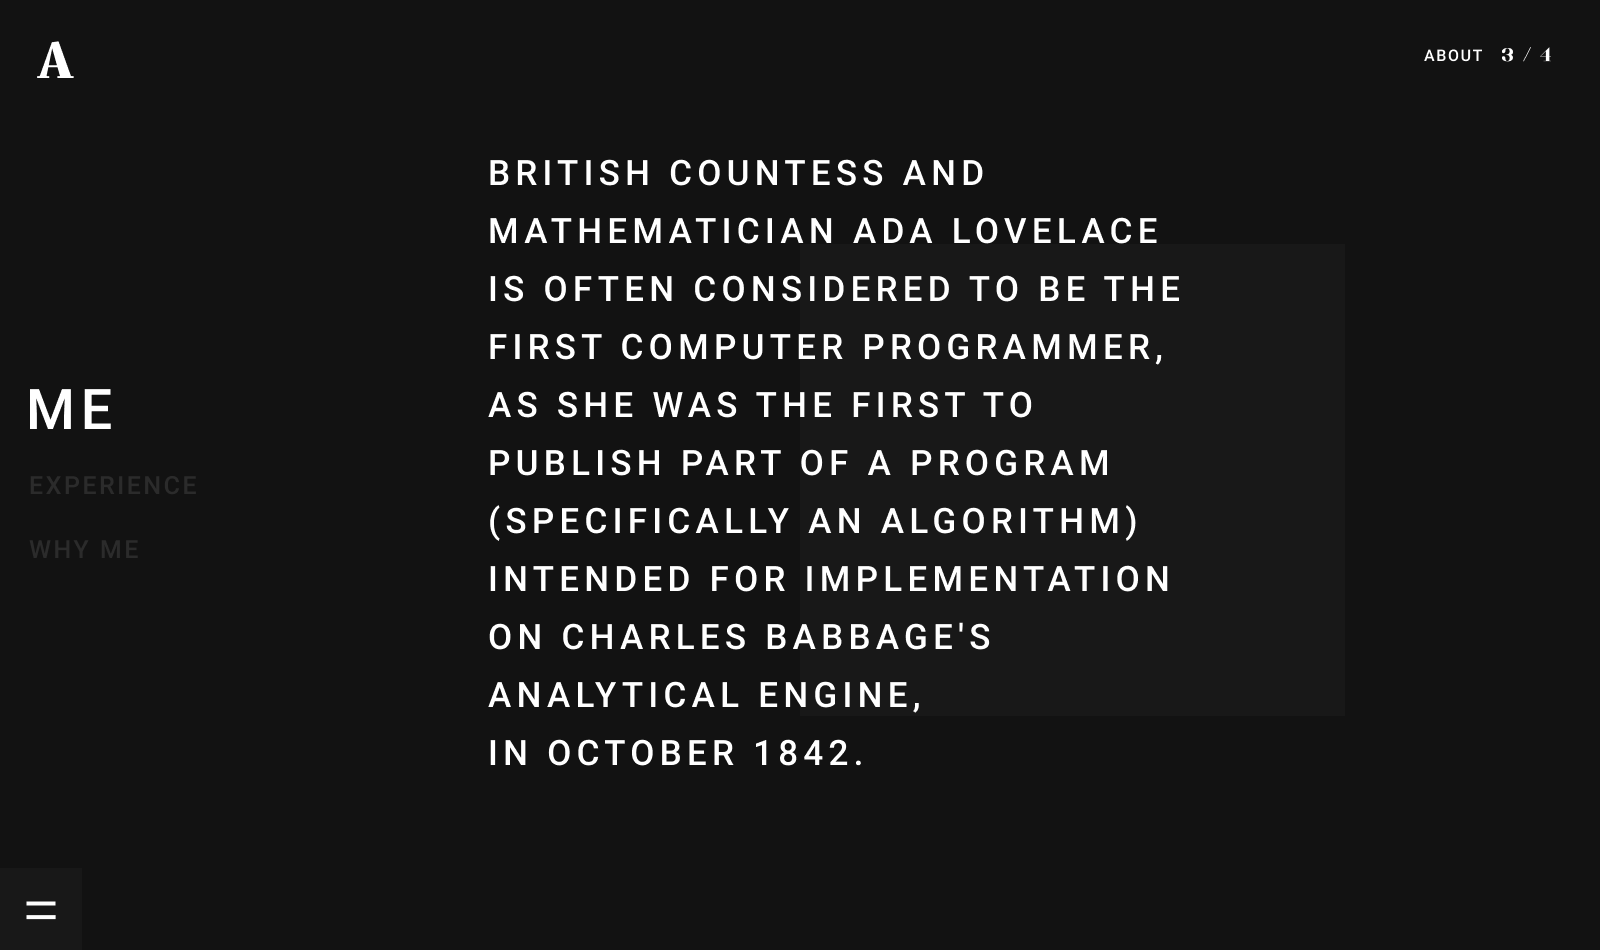 A
ABOUT 3 / 4
BRITISH COUNTESS AND
MATHEMATICIAN ADA LOVELACE
IS OFTEN CONSIDERED TO BE THE
FIRST COMPUTER PROGRAMMER,
AS SHE WAS THE FIRST TO
PUBLISH PART OF A PROGRAM
(SPECIFICALLY AN ALGORITHM)
INTENDED FOR IMPLEMENTATION
ON CHARLES BABBAGE'S
ANALYTICAL ENGINE,
IN OCTOBER 1842.
ME
EXPERIENCE
WHY ME